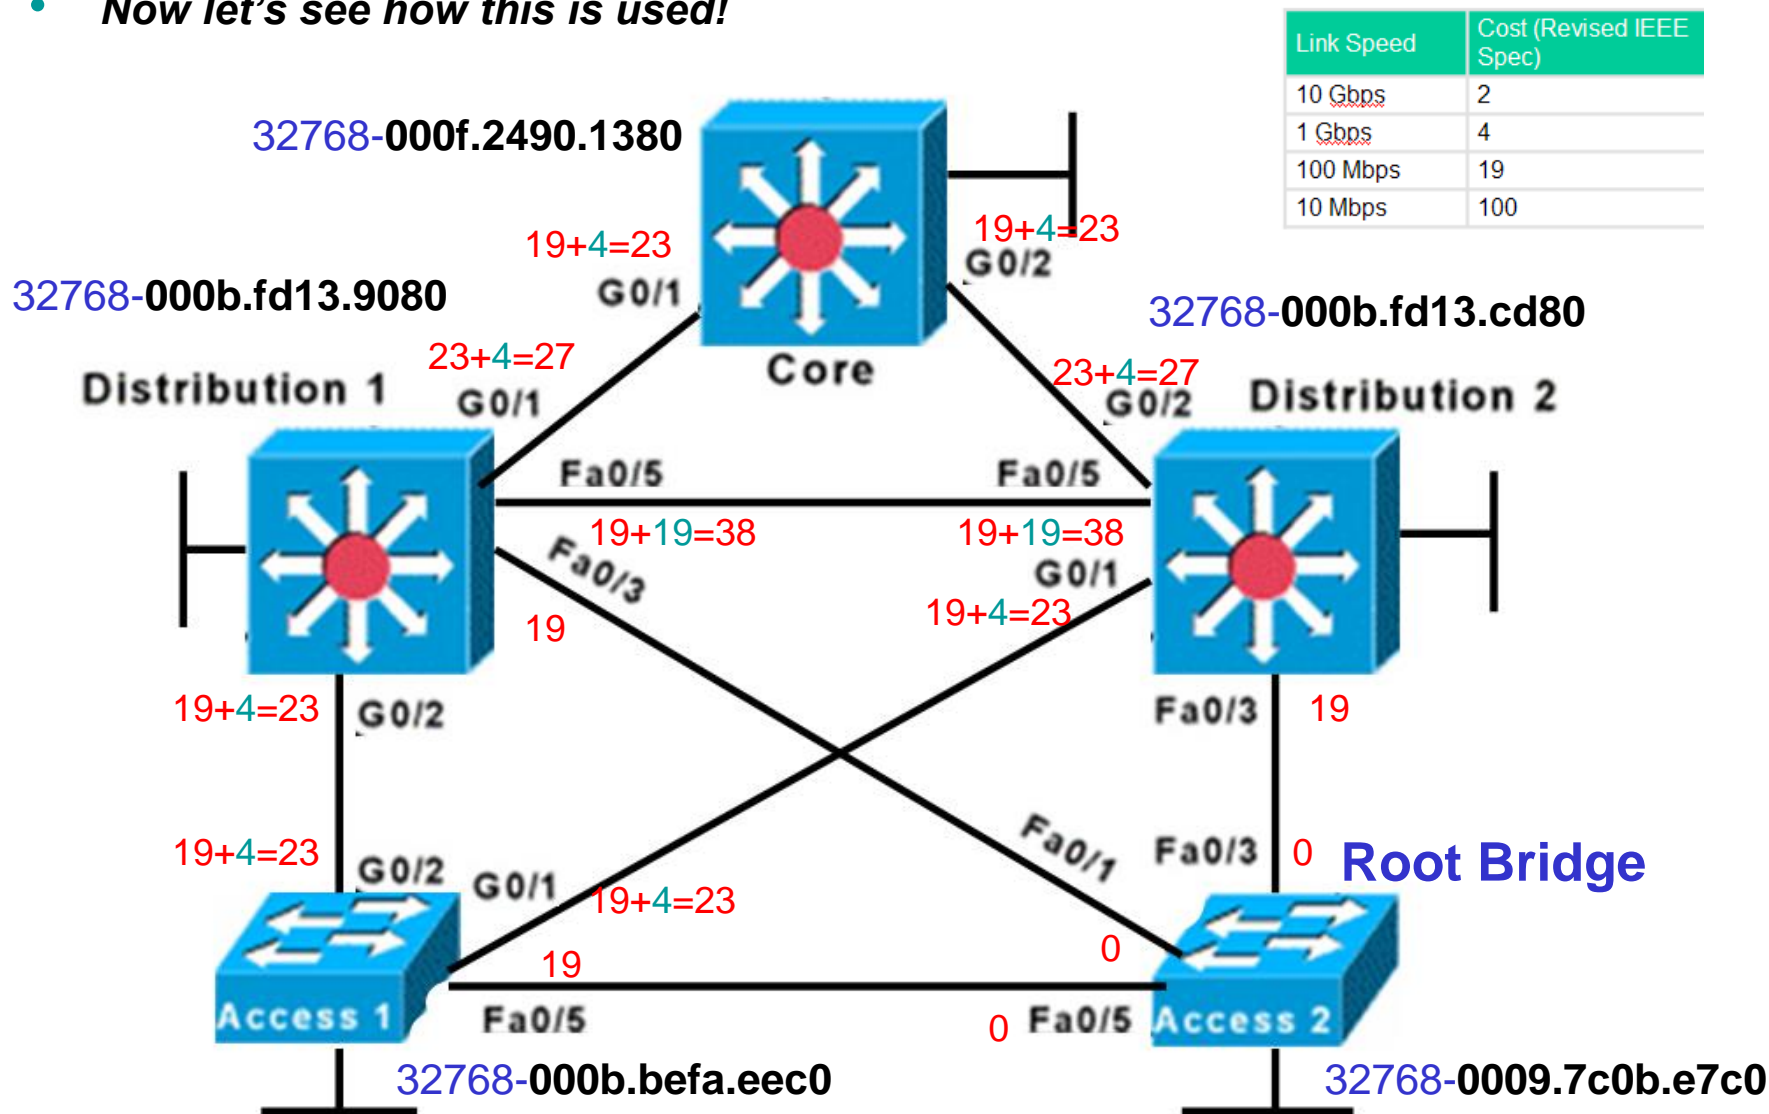 • Now let's see how this is used!
Link Speed
Cost (Revised IEEE
Spec)
10 Gbps
2
1 Gbps
4
100 Mbps
19
10 Mbps
100
32768-000f.2490.1380
19+4=23
19+4=23
G0/2
G0/1
32768-000b.fd13.9080
32768-000b.fd13.cd80
23+4=27
Core
23+4=27
Distribution 1
G0/1
G0/2
Distribution 2
Fa0/5
Fa0/5
19+19=38
19+19=38
Fa0/3
G0/1
19
19+4=23
19+4=23
G0/2
Fa0/3
19
19+4=23
G0/2
G0/1
Fa0/1
Fa0/3
0
Root Bridge
19+4=23
19
0
Access 1
Fa0/5
0
Fa0/5
Access 2
32768-000b.befa.eec0
32768-0009.7c0b.e7c0